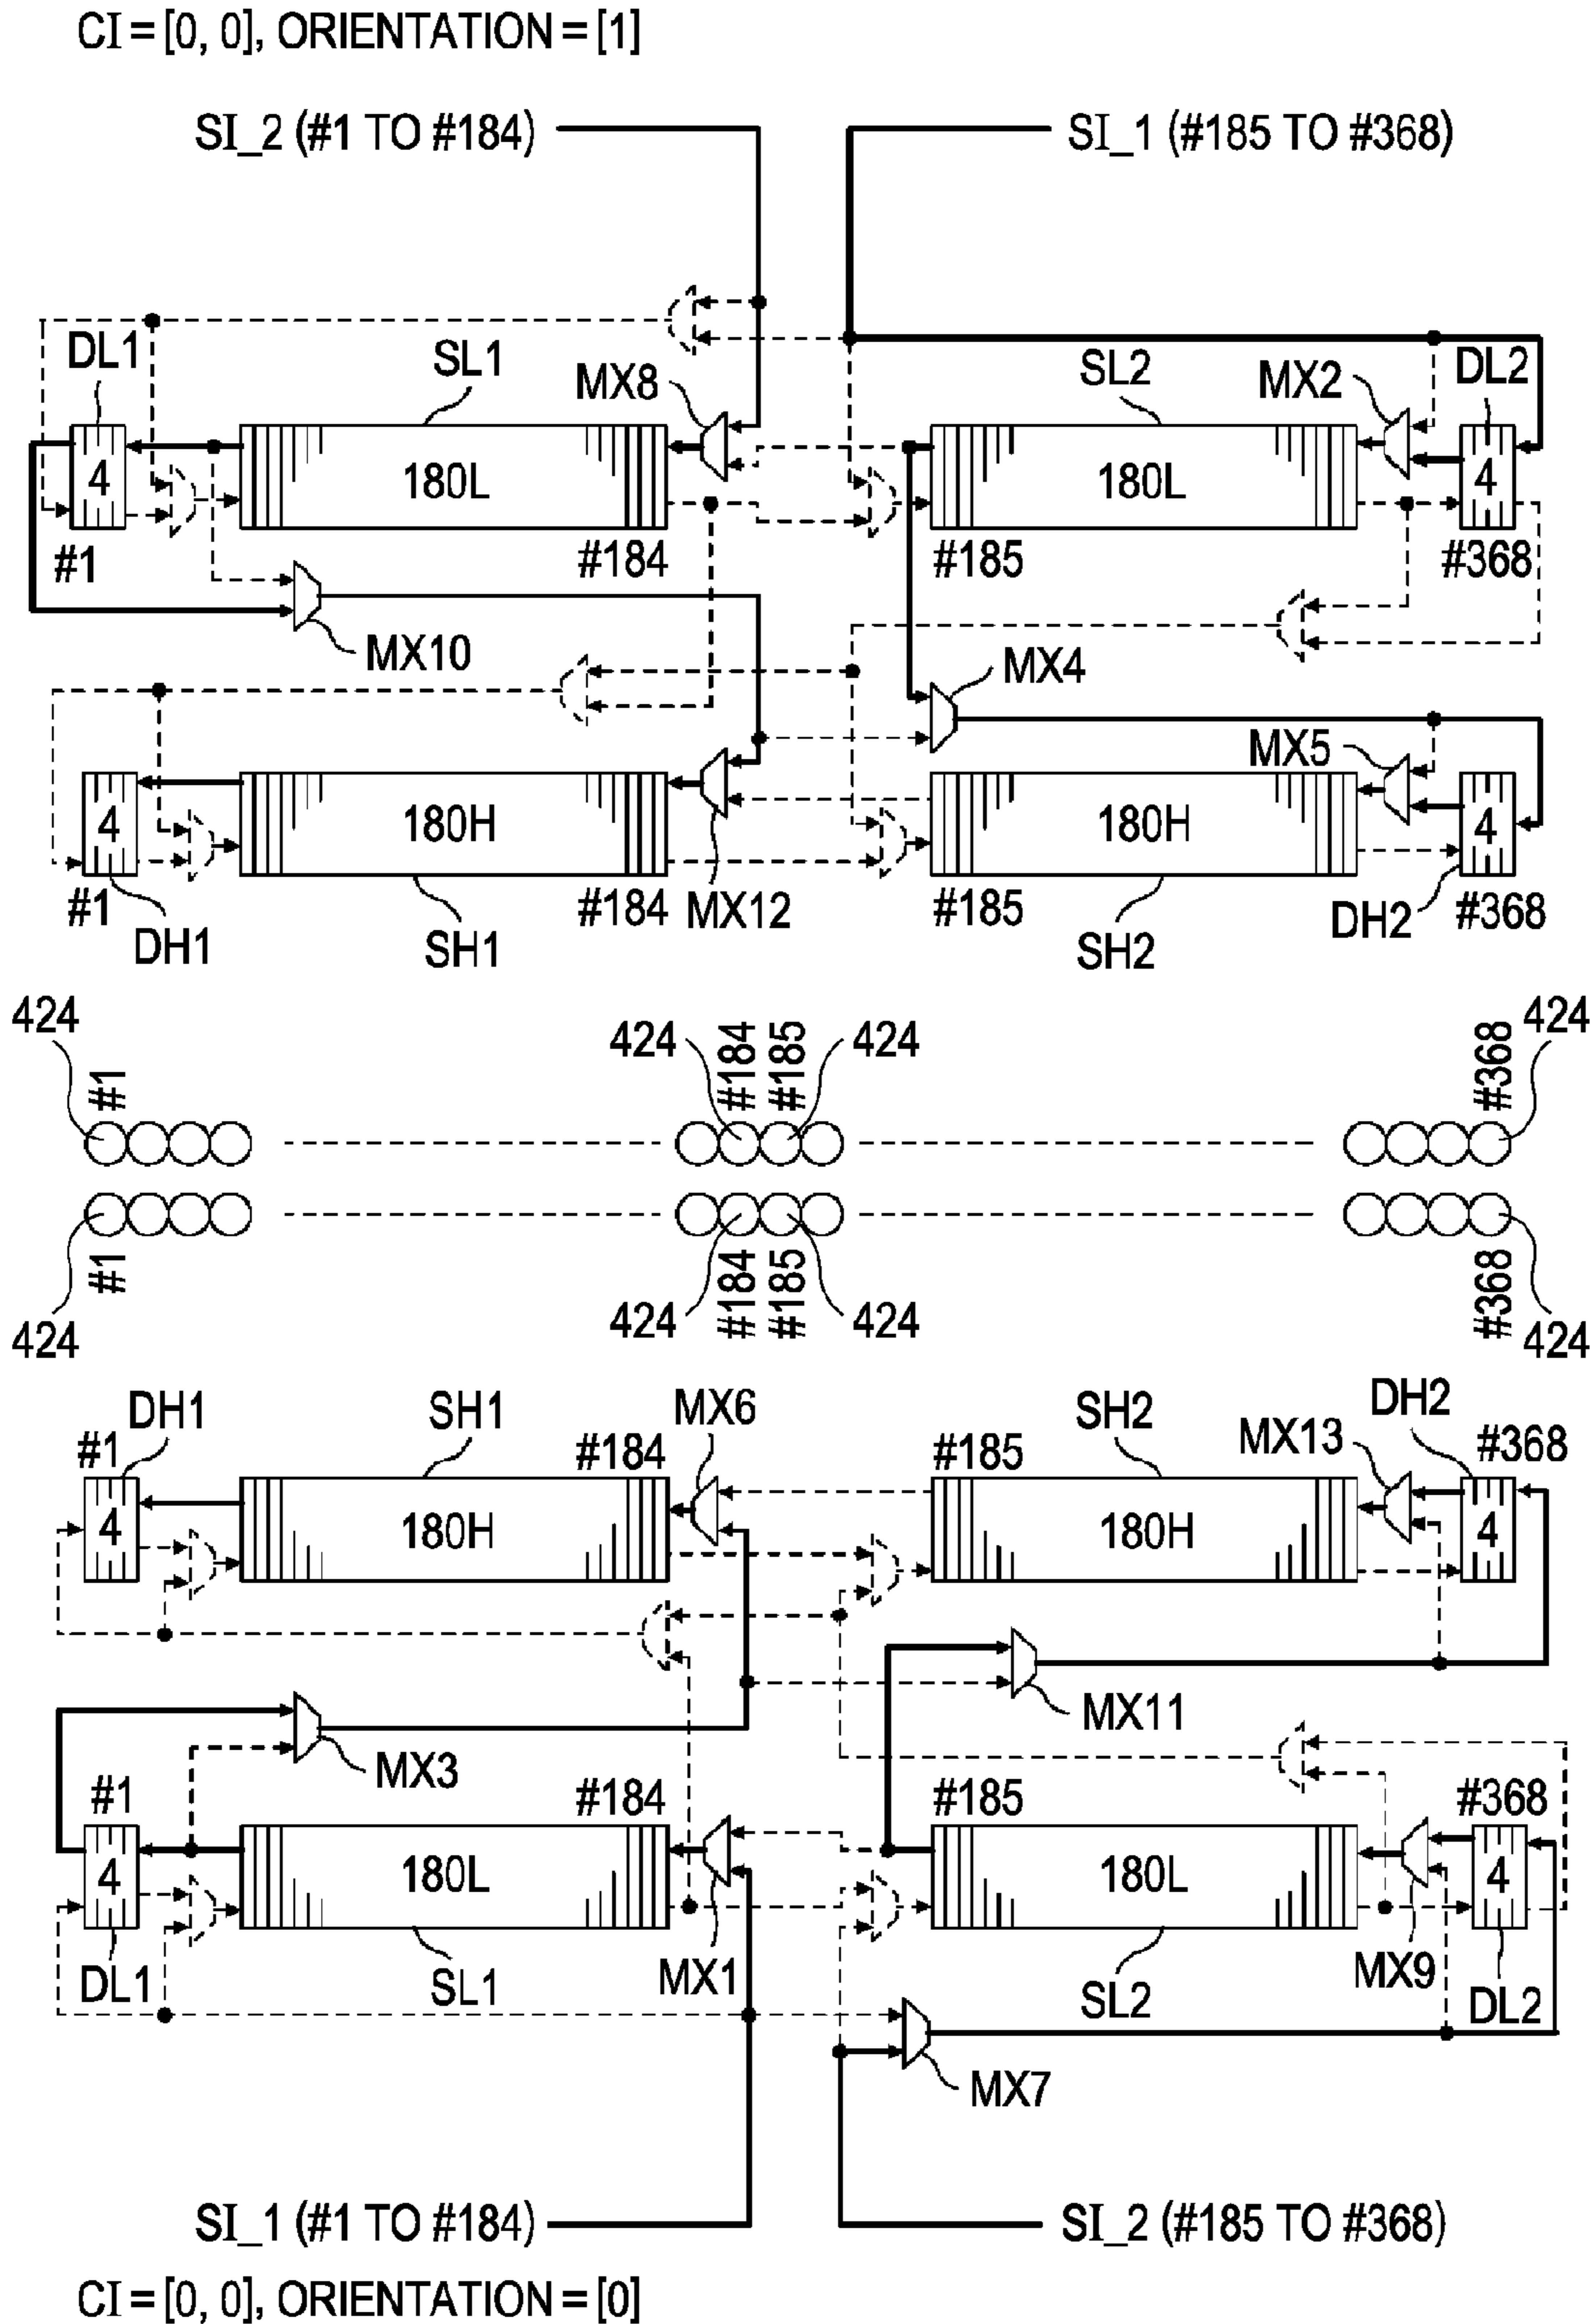 CI = [0, 0], ORIENTATION = [1]
SI_2 (#1 TO #184)
SI_1 (#185 TO #368)
DL1
SL1
MX8
SL2
MX2
DL2
4
180L
180L
4
#1
#184
#185
#368
MX10
MX4
MX5
4
180H
180H
4
#1
#184
MX12
#185
#368
DH1
SH1
SH2
DH2
424
#1
424
#184
#185
424
#368
424
424
#1
424
#184
#185
424
#368
424
#1
DH1
SH1
#184
MX6
#185
SH2
MX13
DH2
#368
4
180H
180H
4
MX11
MX3
#1
#184
#185
#368
4
180L
180L
4
DL1
SL1
MX1
SL2
MX9
DL2
MX7
SI_1 (#1 TO #184)
SI_2 (#185 TO #368)
CI = [0, 0], ORIENTATION = [0]